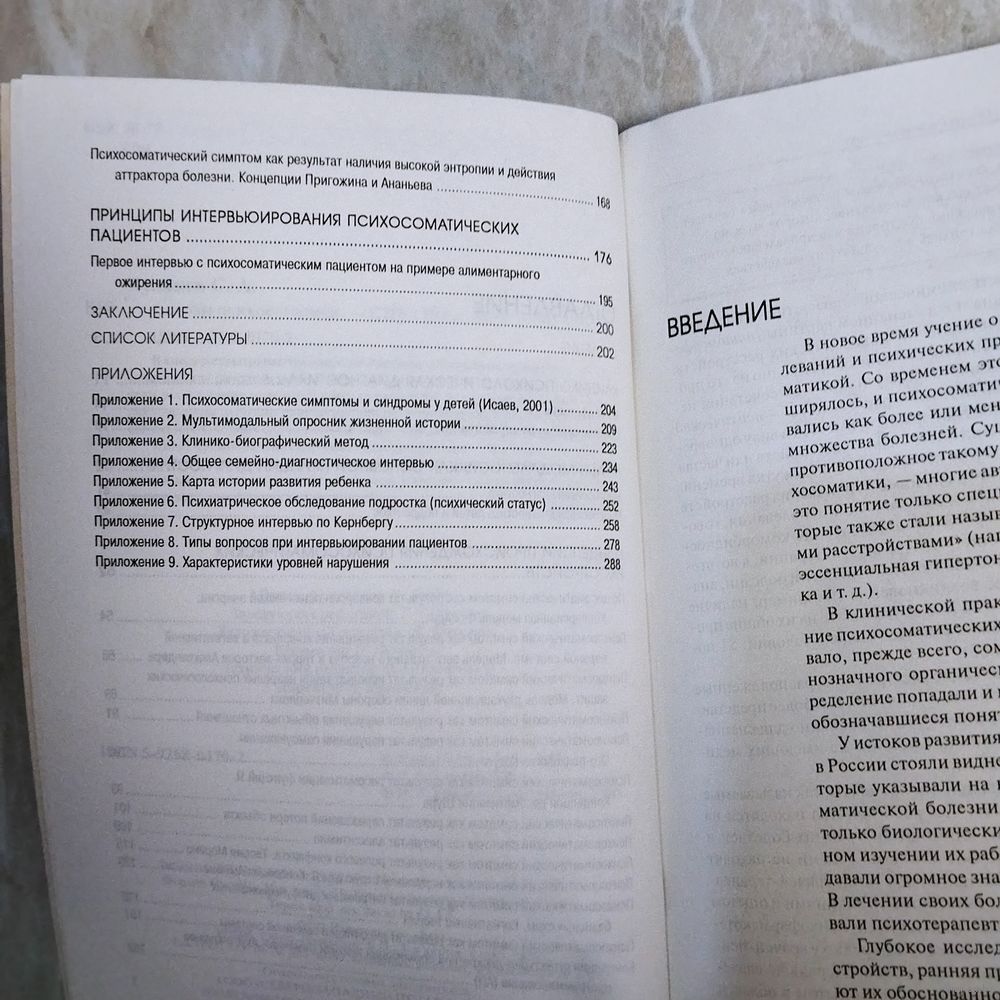 Психосоматический симптом как результат наличия высокой энтропии и действия
аттрактора болезни. Концепции Пригожина и Ананьева ........ 168
ПРИНЦИПЫ ИНТЕРВЬЮИРОВАНИЯ ПСИХОСОМАТИЧЕСКИХ
ПАЦИЕНТОВ ........ 176
Первое интервью с психосоматическим пациентом на примере алиментарного
ожирения ........ 195
ЗАКЛЮЧЕНИЕ ........ 200
СПИСОК ЛИТЕРАТУРЫ ........ 202
ПРИЛОЖЕНИЯ
Приложение 1. Психосоматические симптомы и синдромы у детей (Исаев, 2001) ........ 204
Приложение 2. Мультимодальный опросник жизненной истории ........ 209
Приложение 3. Клинико-биографический метод ........ 223
Приложение 4. Общее семейно-диагностическое интервью ........ 234
Приложение 5. Карта истории развития ребенка ........ 243
Приложение 6. Психиатрическое обследование подростка (психический статус) ........ 252
Приложение 7. Структурное интервью по Кернбергу ........ 258
Приложение 8. Типы вопросов при интервьюировании пациентов ........ 278
Приложение 9. Характеристики уровней нарушения ........ 288
ВВЕДЕНИЕ
В новое время учение о
леваний и психических пр
матикой. Со временем это
ширялось, и психосомати
вались как более или мен
множества болезней. Су
противоположное такому
хосоматики, — многие ав
это понятие только спец
торые также стали назыв
ми расстройствами» (на
эссенциальная гипертон
ка и т. д.).
В клинической прак
ние психосоматических
вало, прежде всего, сом
нозначного органическ
ределение попадали и
обозначавшиеся понят
У истоков развития
в России стояли видне
торые указывали на
матической болезни
только биологически
ном изучении их раб
давали огромное зна
В лечении своих бол
вали психотерапевт
Глубокое исслед
стройств, ранняя пр
ют их обоснованно